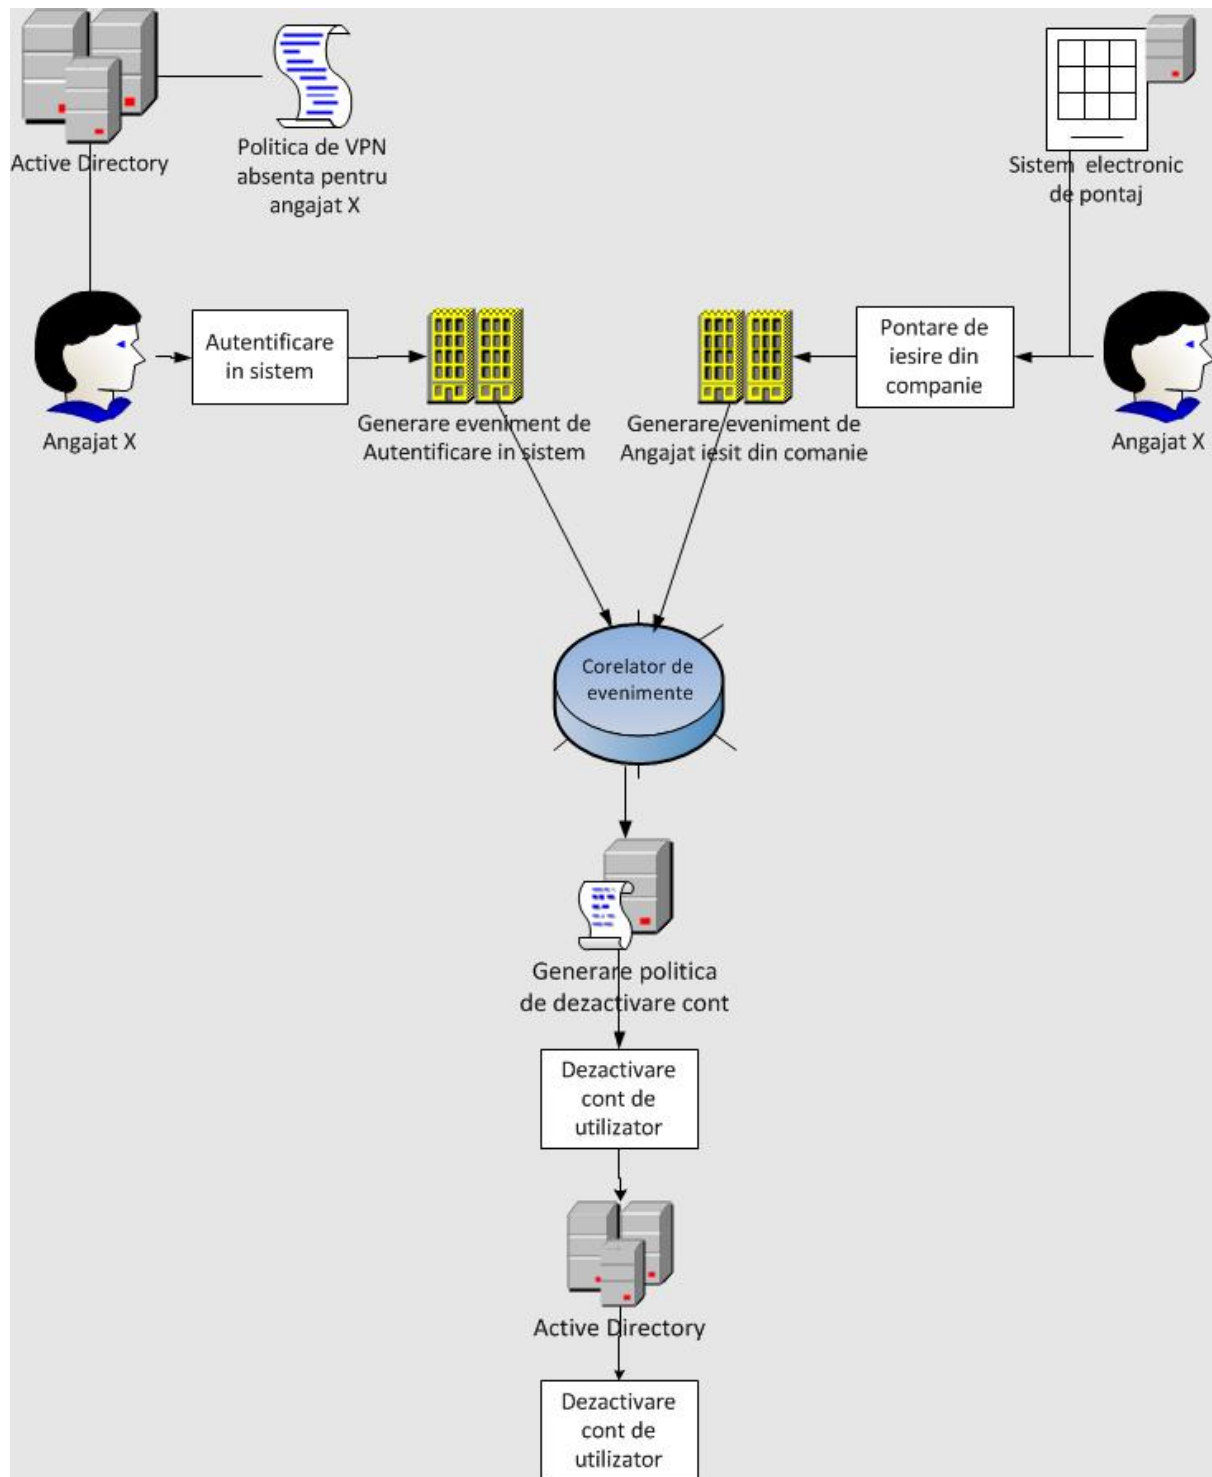 Active Directory
Politica de VPN
absenta pentru
angajat X
Sistem electronic
de pontaj
Angajat X
Autentificare
in sistem
Generare eveniment de
Autentificare in sistem
Generare eveniment de
Angajat iesit din comanie
Pontare de
iesire din
companie
Angajat X
Corelator de
evenimente
Generare politica
de dezactivare cont
Dezactivare
cont de
utilizator
Active Directory
Dezactivare
cont de
utilizator